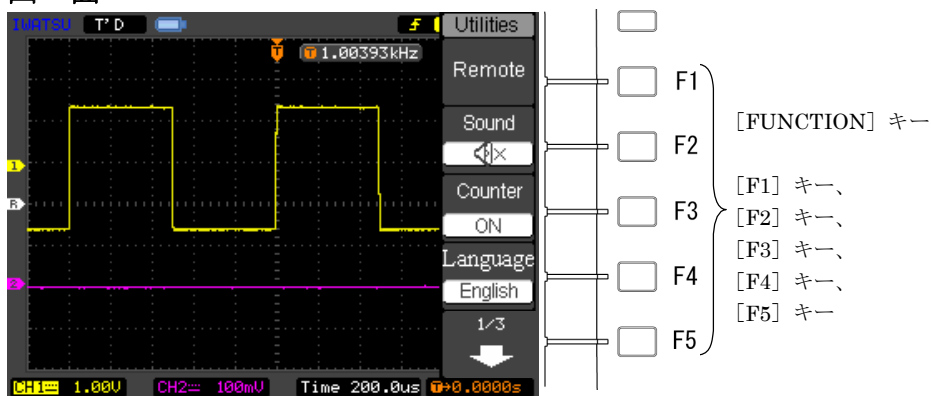 IWATSU T'D
T 1.00393kHz
Utilities
Remote
Sound
Counter
ON
Language
English
1/3
1
R
2
CH1 1.00V CH2 100mV Time 200.0us T→0.0000s
F1
F2
F3
F4
F5
［FUNCTION］キー
［F1］キー、
［F2］キー、
［F3］キー、
［F4］キー、
［F5］キー